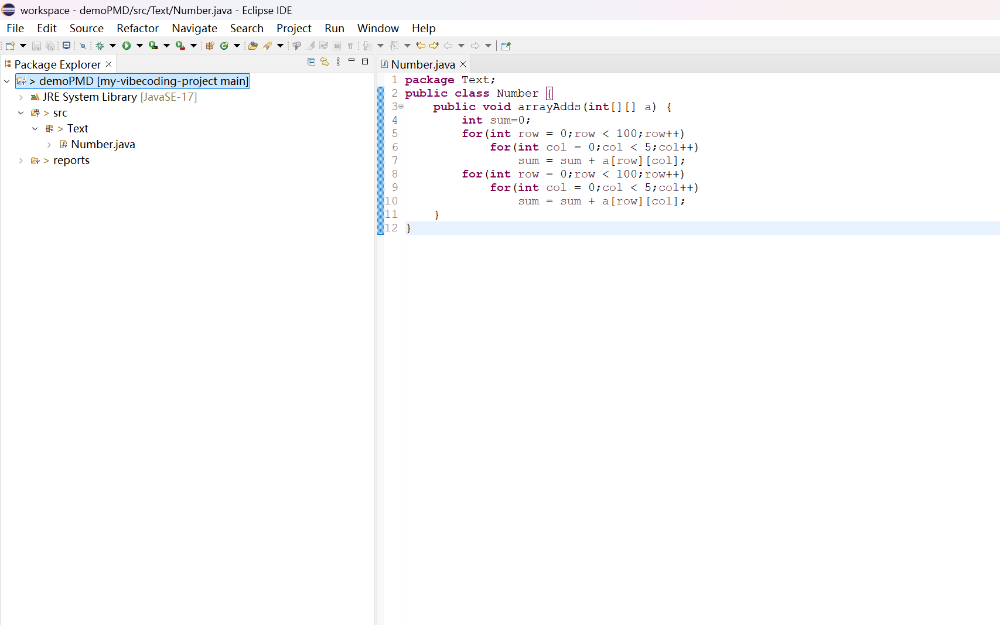 workspace - demoPMD/src/Text/Number.java - Eclipse IDE
File Edit Source Refactor Navigate Search Project Run Window Help
Package Explorer
> demoPMD [my-vibecoding-project main]
JRE System Library [JavaSE-17]
> src
> Text
Number.java
> reports
Number.java
1 package Text;
2 public class Number {
3     public void arrayAdds(int[][] a) {
4         int sum=0;
5         for(int row = 0;row < 100;row++)
6             for(int col = 0;col < 5;col++)
7                 sum = sum + a[row][col];
8         for(int row = 0;row < 100;row++)
9             for(int col = 0;col < 5;col++)
10                 sum = sum + a[row][col];
11     }
12 }